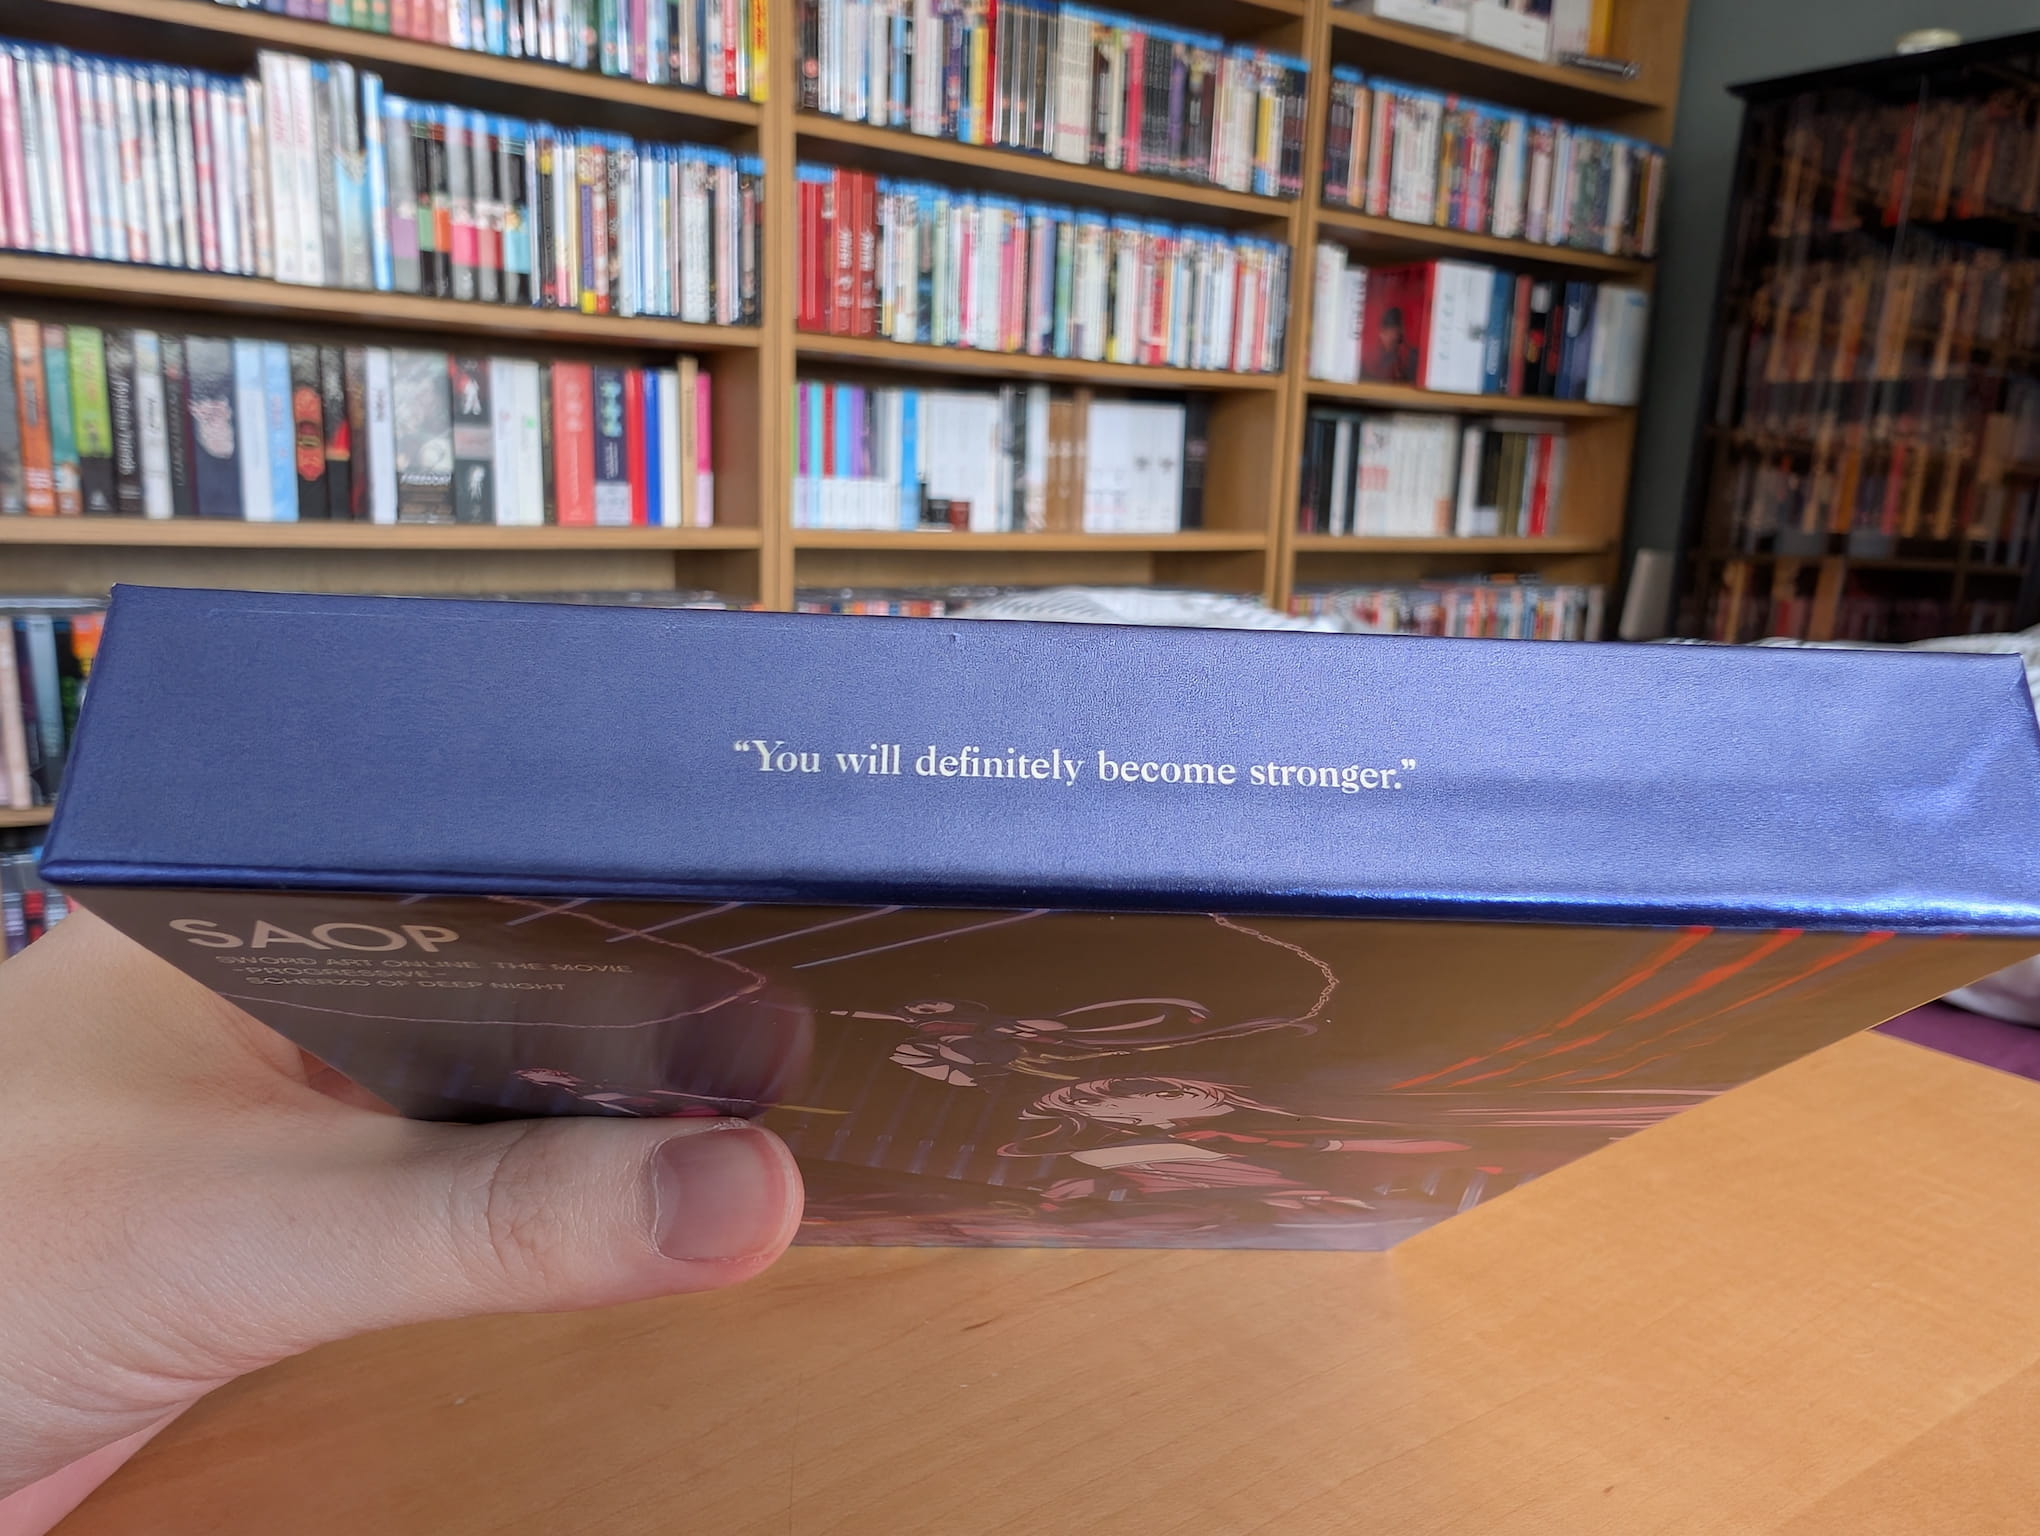 “You will definitely become stronger.”
SAOP
SWORD ART ONLINE THE MOVIE
-PROGRESSIVE-
SCHERZO OF DEEP NIGHT